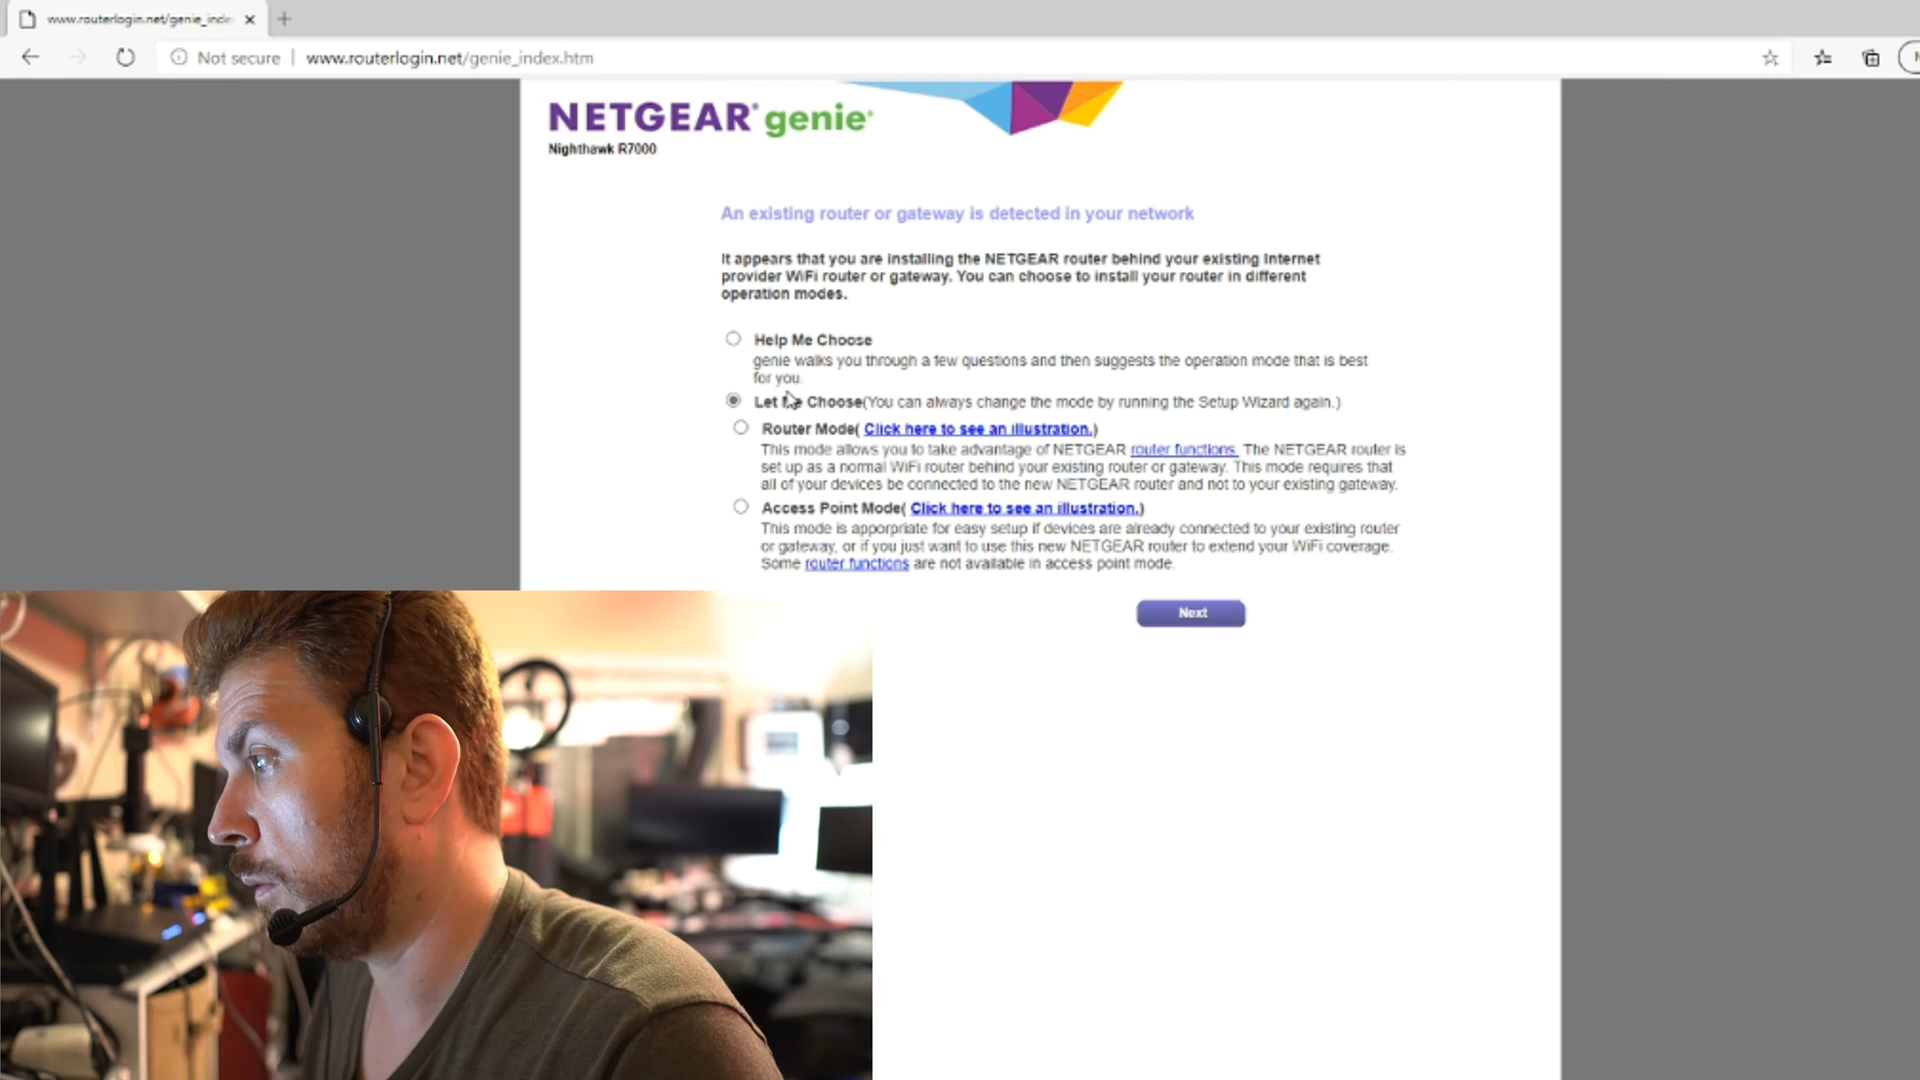 www.routerlogin.net/genie_inde
Not secure | www.routerlogin.net/genie_index.htm
NETGEAR® genie®
Nighthawk R7000
An existing router or gateway is detected in your network
It appears that you are installing the NETGEAR router behind your existing Internet
provider WiFi router or gateway. You can choose to install your router in different
operation modes.
Help Me Choose
genie walks you through a few questions and then suggests the operation mode that is best
for you.
Let Me Choose(You can always change the mode by running the Setup Wizard again.)
Router Mode( Click here to see an illustration.)
This mode allows you to take advantage of NETGEAR router functions. The NETGEAR router is
set up as a normal WiFi router behind your existing router or gateway. This mode requires that
all of your devices be connected to the new NETGEAR router and not to your existing gateway.
Access Point Mode( Click here to see an illustration.)
This mode is apporpriate for easy setup if devices are already connected to your existing router
or gateway, or if you just want to use this new NETGEAR router to extend your WiFi coverage.
Some router functions are not available in access point mode.
Next